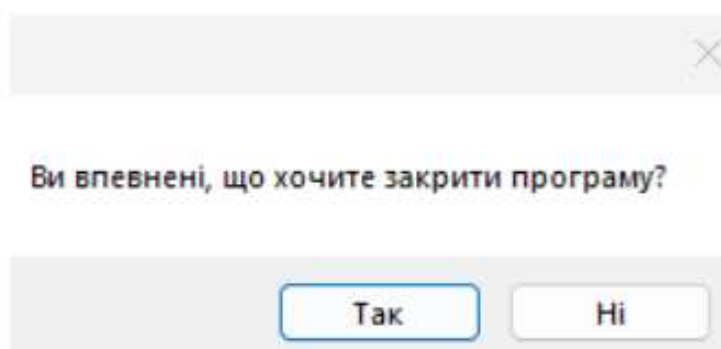 Ви впевнені, що хочите закрити програму?
Так Ні